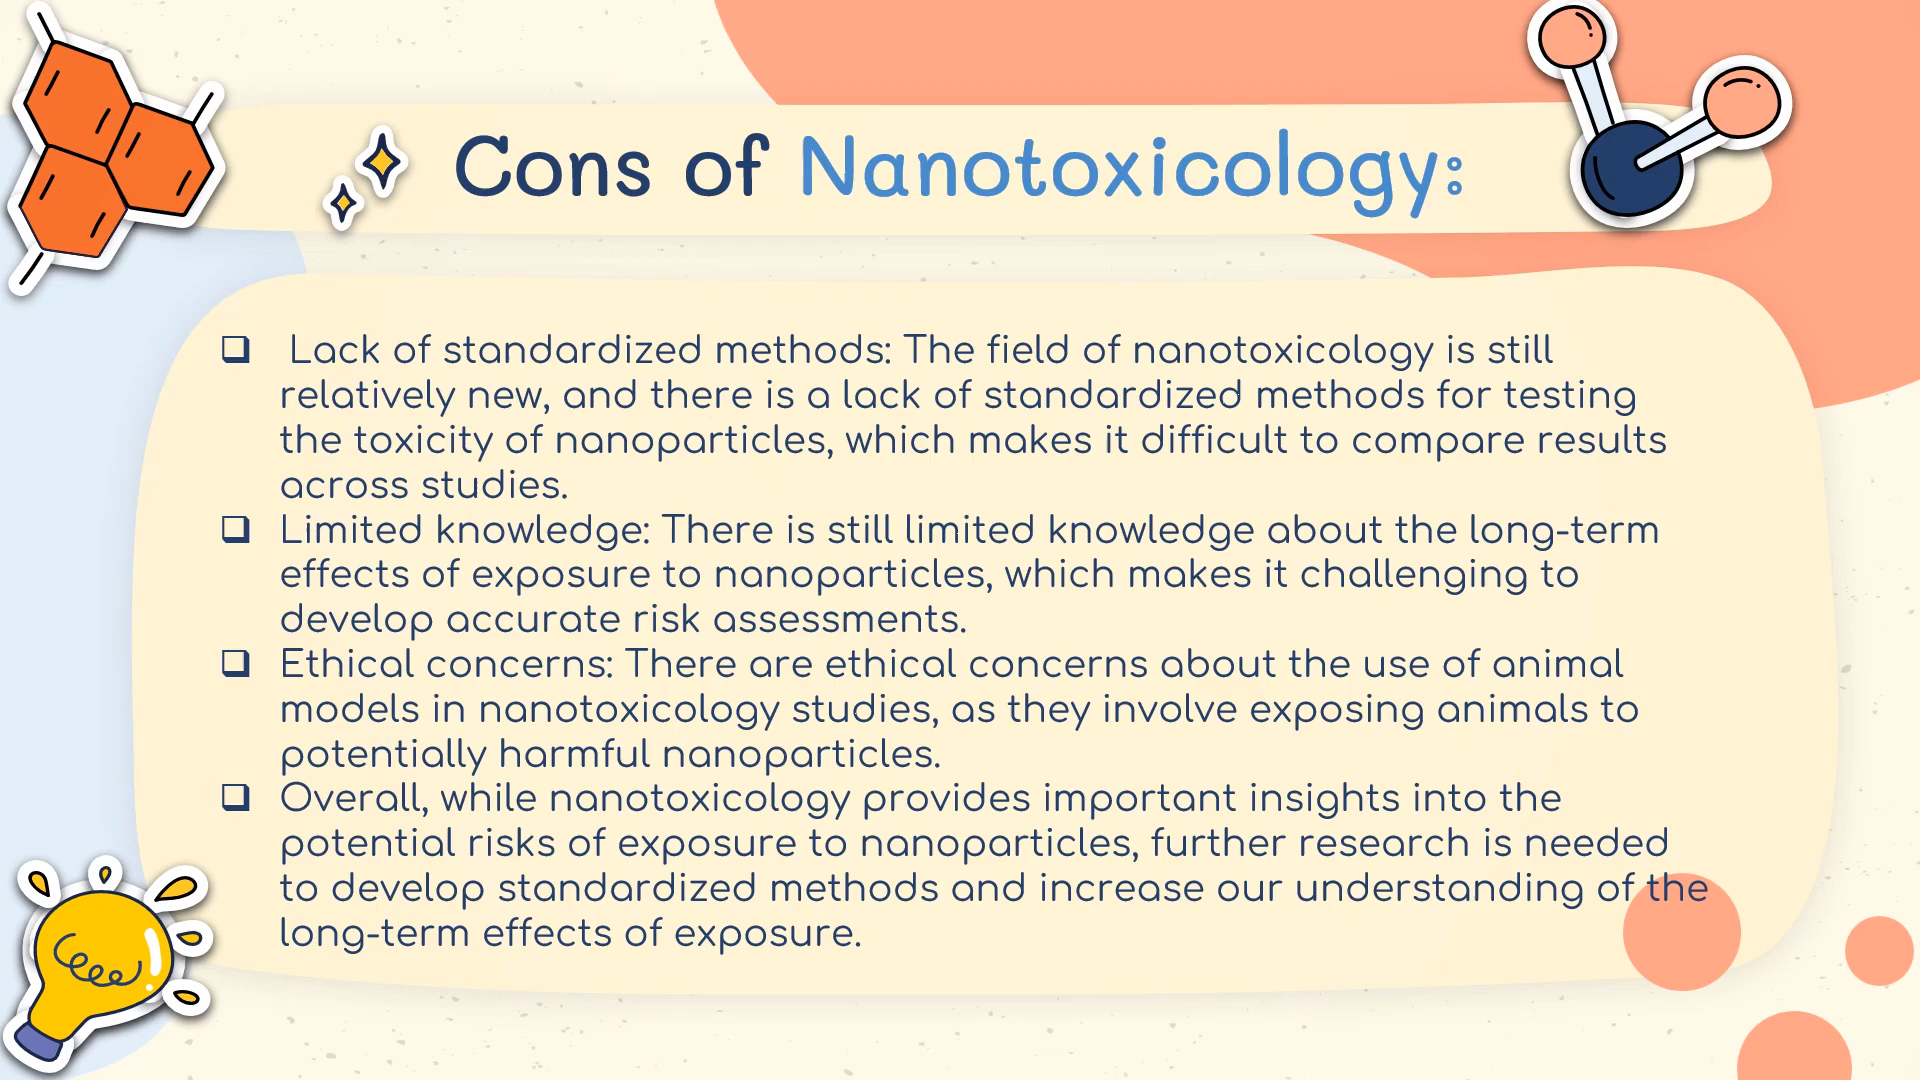 Cons of Nanotoxicology:
❑ Lack of standardized methods: The field of nanotoxicology is still
relatively new, and there is a lack of standardized methods for testing
the toxicity of nanoparticles, which makes it difficult to compare results
across studies.
❑ Limited knowledge: There is still limited knowledge about the long-term
effects of exposure to nanoparticles, which makes it challenging to
develop accurate risk assessments.
❑ Ethical concerns: There are ethical concerns about the use of animal
models in nanotoxicology studies, as they involve exposing animals to
potentially harmful nanoparticles.
❑ Overall, while nanotoxicology provides important insights into the
potential risks of exposure to nanoparticles, further research is needed
to develop standardized methods and increase our understanding of the
long-term effects of exposure.